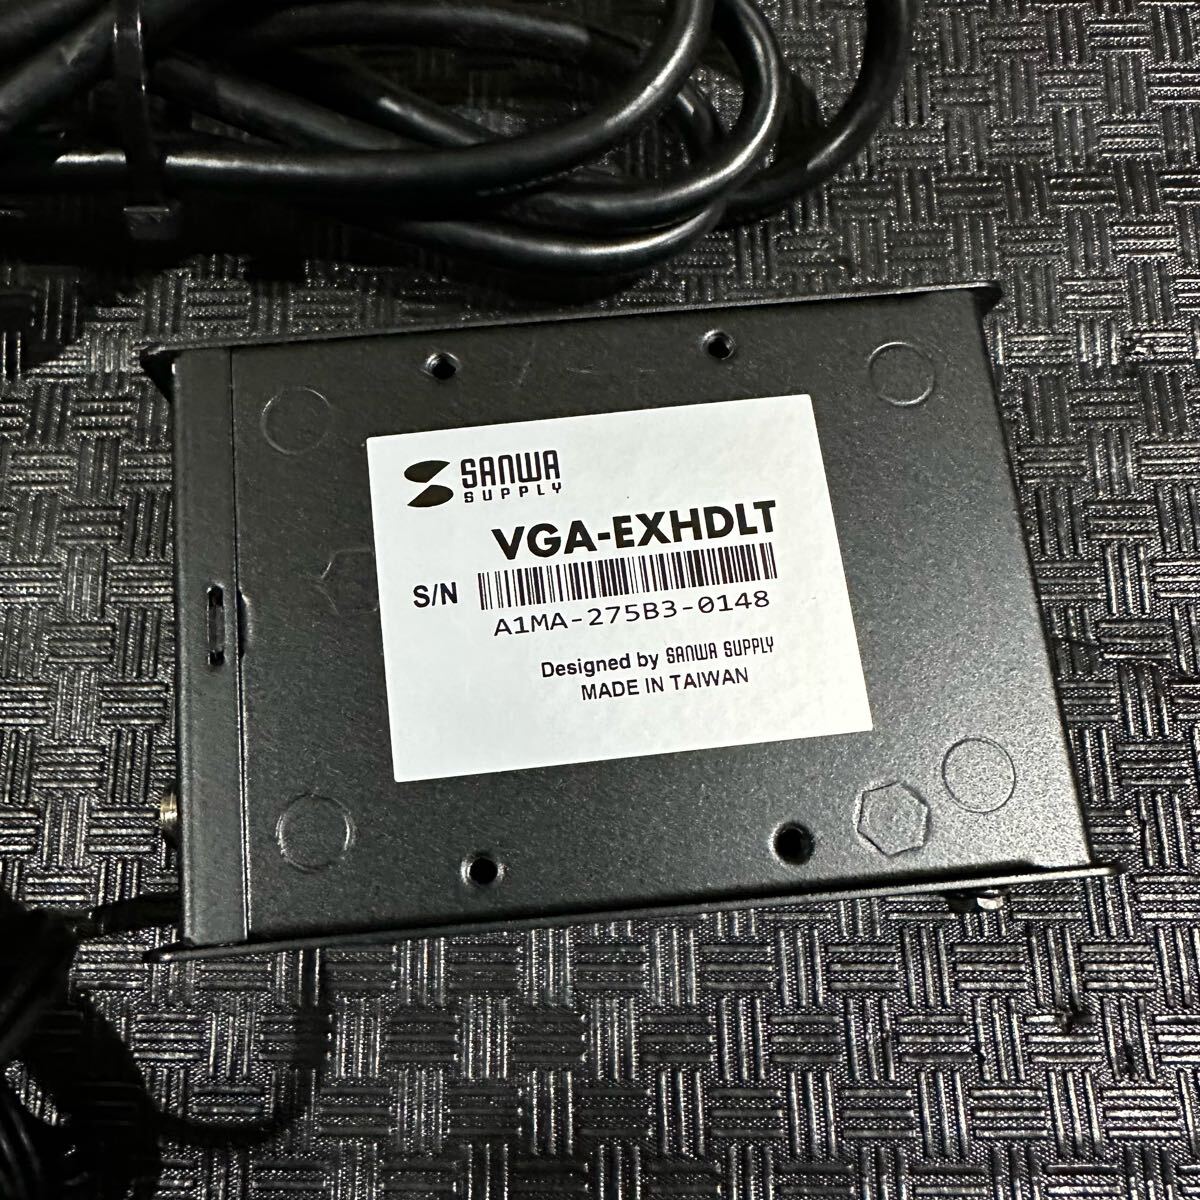 SANWA
SUPPLY
VGA-EXHDLT
S/N
A1MA-275B3-0148
Designed by SANWA SUPPLY
MADE IN TAIWAN